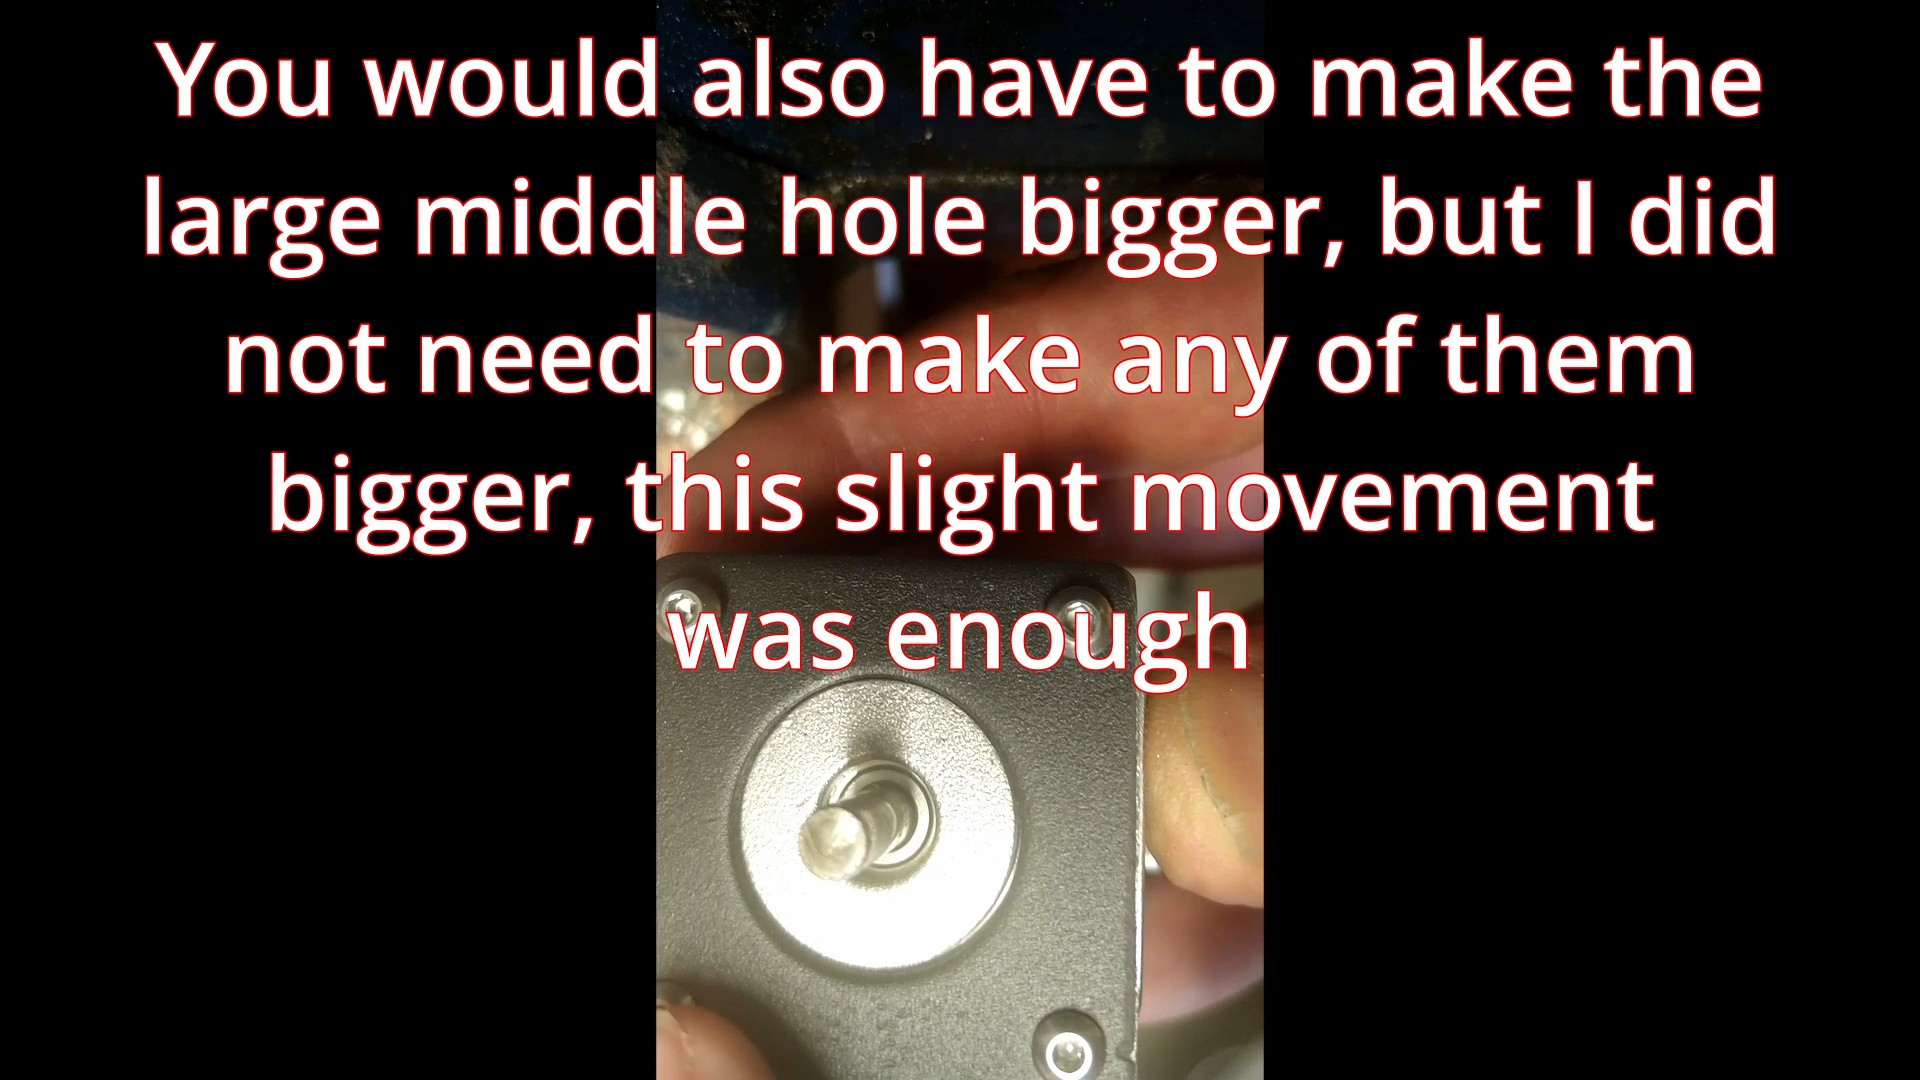 You would also have to make the
large middle hole bigger, but I did
not need to make any of them
bigger, this slight movement
was enough